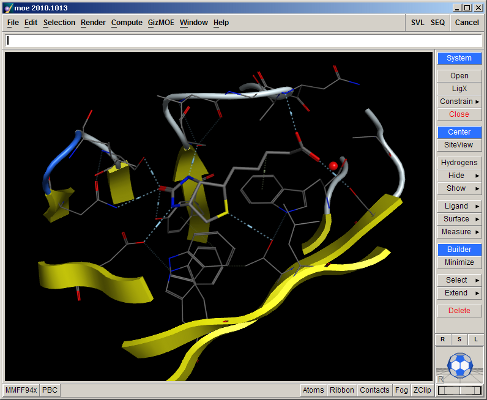 moe 2010.1013
File Edit Selection Render Compute GizMOE Window Help SVL SEQ Cancel
System
Open
LigX
Constrain
Close
Center
SiteView
Hydrogens
Hide
Show
Ligand
Surface
Measure
Builder
Minimize
Select
Extend
Delete
R S L
MMFF94x PBC Atoms Ribbon Contacts Fog ZClip